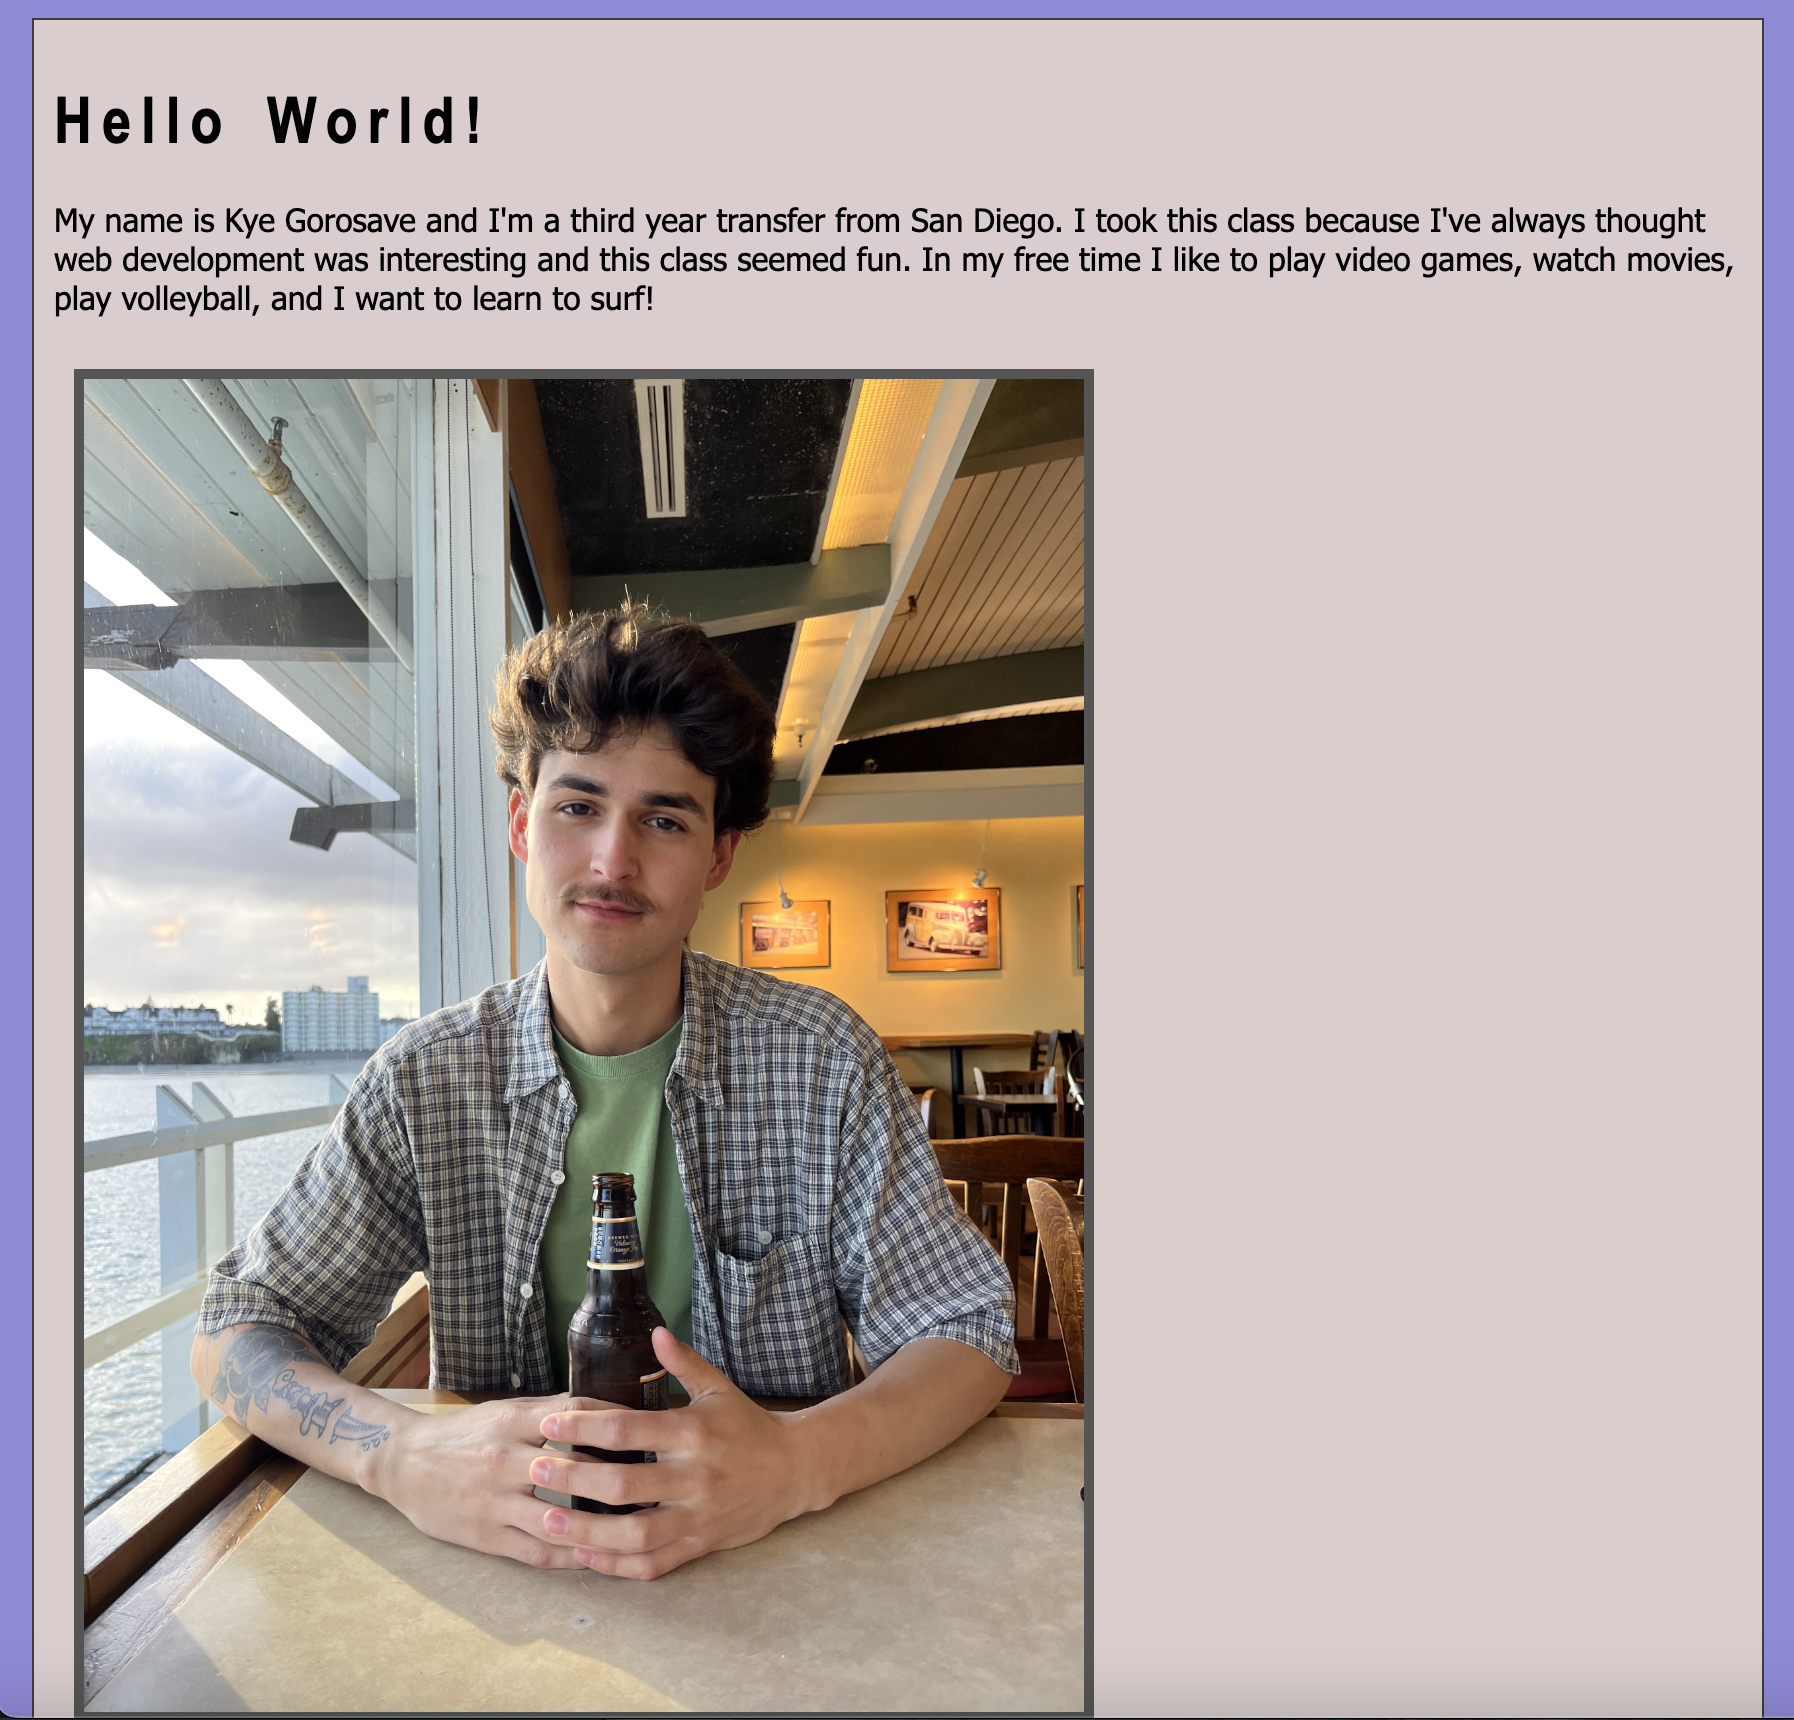 Hello World!
My name is Kye Gorosave and I'm a third year transfer from San Diego. I took this class because I've always thought
web development was interesting and this class seemed fun. In my free time I like to play video games, watch movies,
play volleyball, and I want to learn to surf!